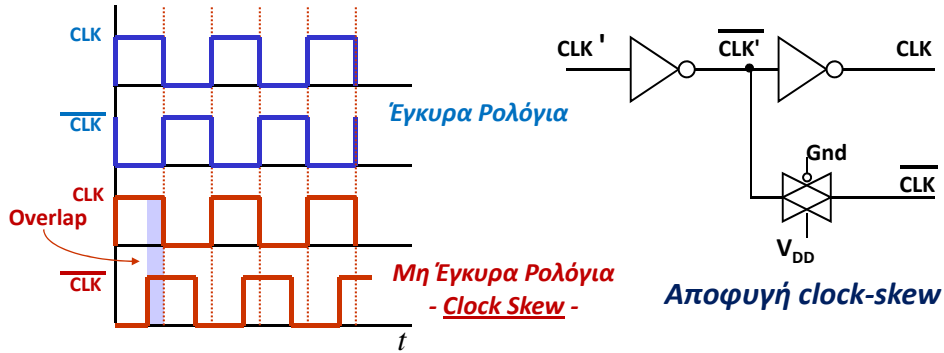 CLK
CLK
Έγκυρα Ρολόγια
CLK
Overlap
CLK
Μη Έγκυρα Ρολόγια
- Clock Skew -
t
CLK '
CLK'
CLK
Gnd
CLK
VDD
Αποφυγή clock-skew